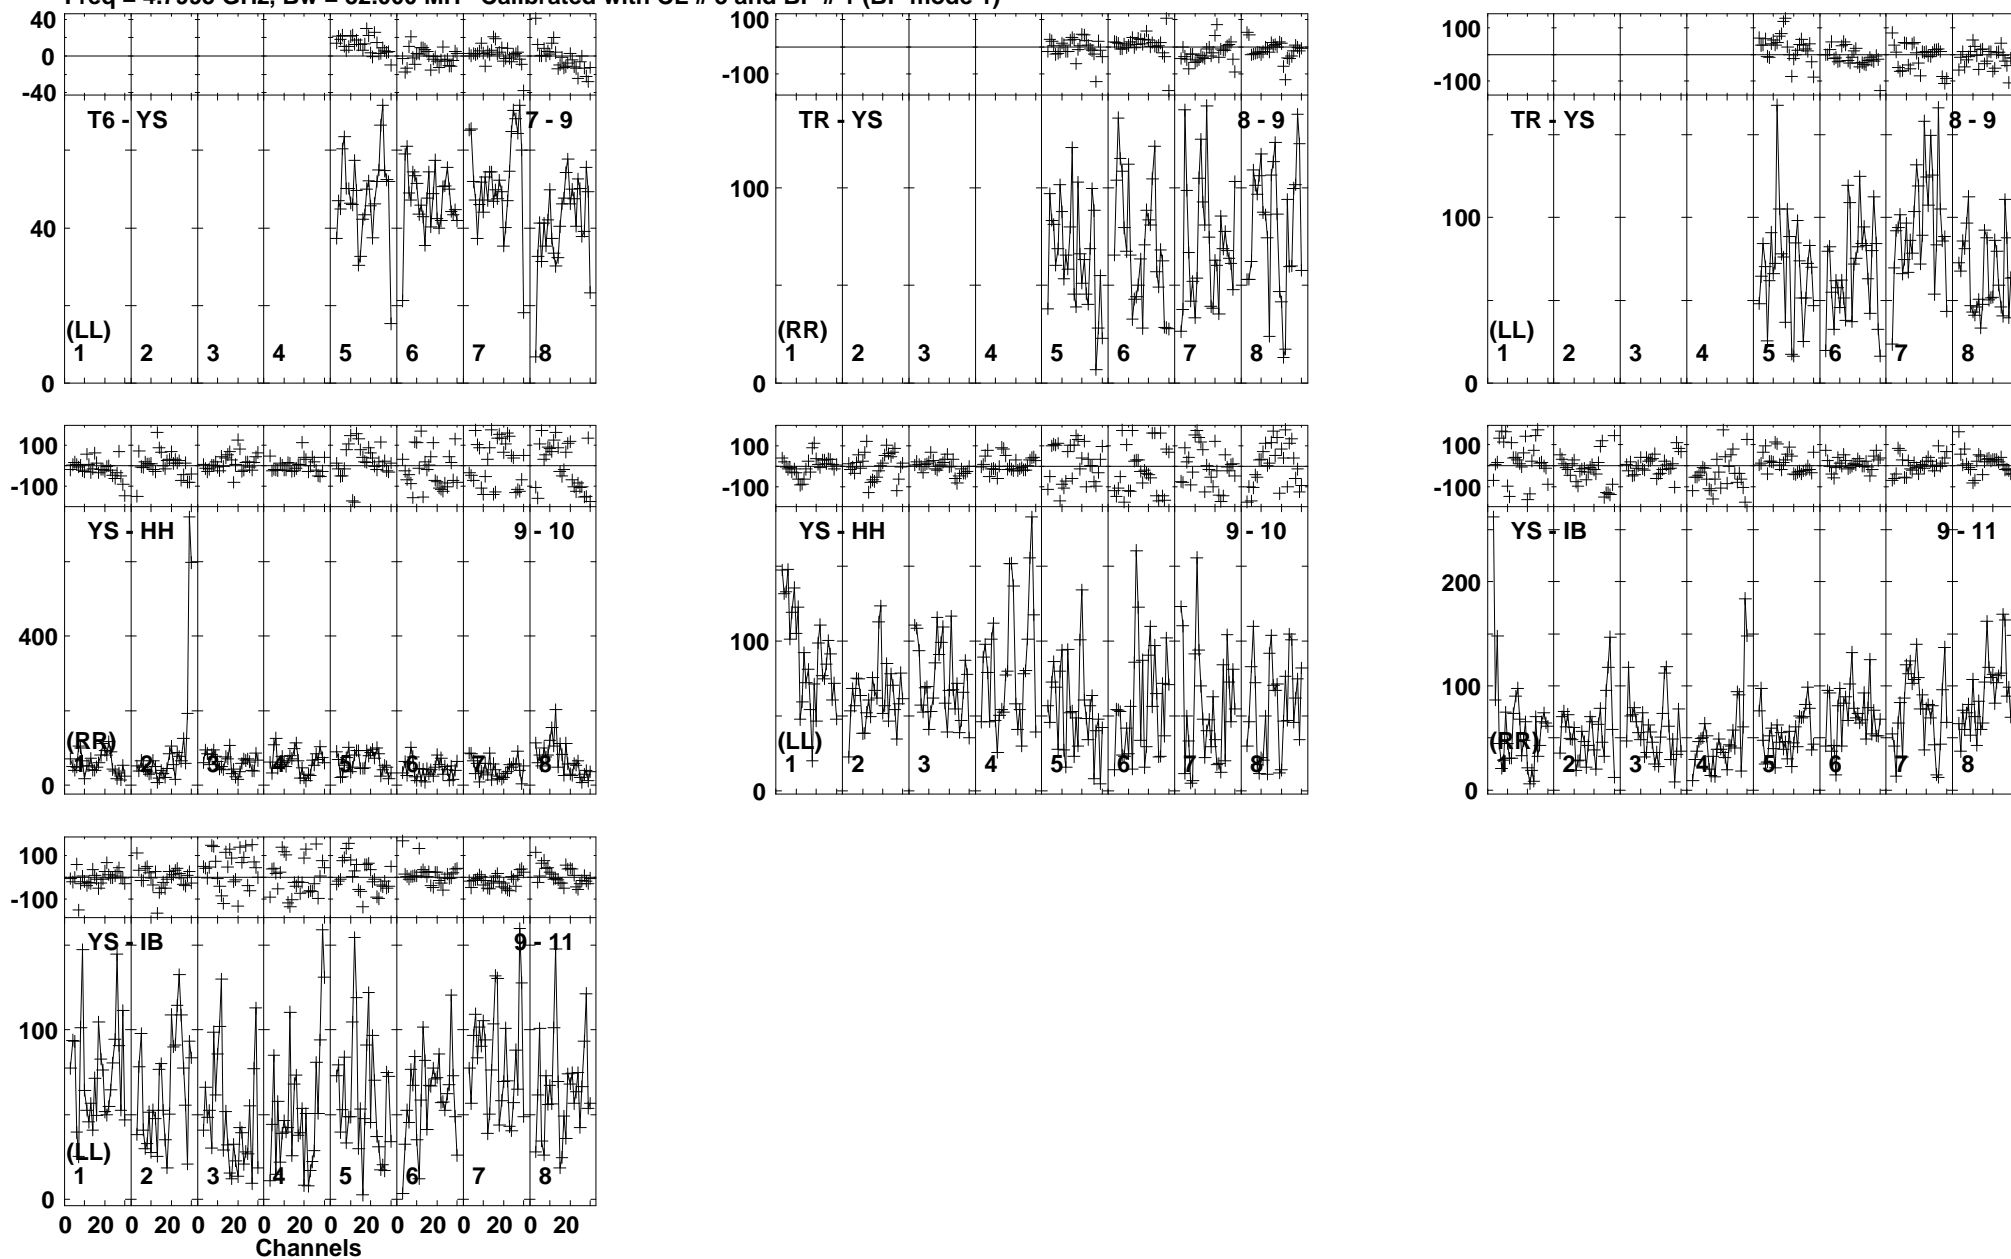 40 0 -40
T6 - YS 7 - 9
40
(LL)
1 2 3 4 5 6 7 8
0
100 -100
TR - YS 8 - 9
100
(RR)
1 2 3 4 5 6 7 8
0
100 -100
TR - YS 8 - 9
100
(LL)
1 2 3 4 5 6 7 8
0
100 -100
YS - HH 9 - 10
400
(RR)
1 2 3 4 5 6 7 8
0
100 -100
YS - HH 9 - 10
100
(LL)
1 2 3 4 5 6 7 8
0
100 -100
YS - IB 9 - 11
200
100
(RR)
1 2 3 4 5 6 7 8
0
100 -100
YS - IB 9 - 11
100
(LL)
1 2 3 4 5 6 7 8
0
0 20 0 20 0 20 0 20 0 20 0 20 0 20 0 20
Channels